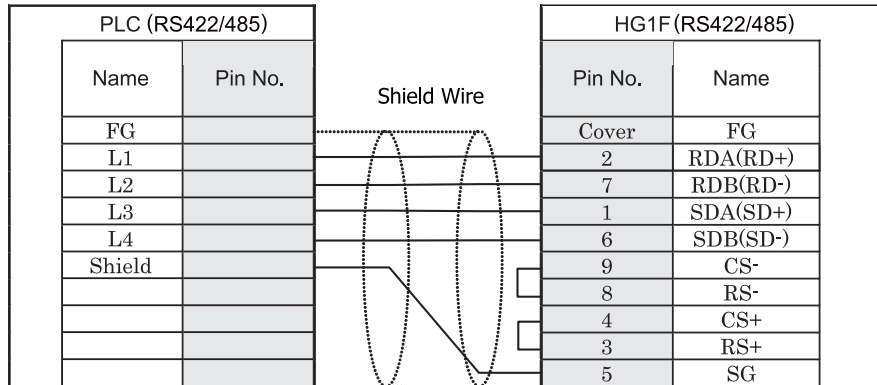 PLC (RS422/485) HG1F(RS422/485)
Name Pin No. Shield Wire Pin No. Name
FG Cover FG
L1 2 RDA(RD+)
L2 7 RDB(RD-)
L3 1 SDA(SD+)
L4 6 SDB(SD-)
Shield 9 CS-
8 RS-
4 CS+
3 RS+
5 SG